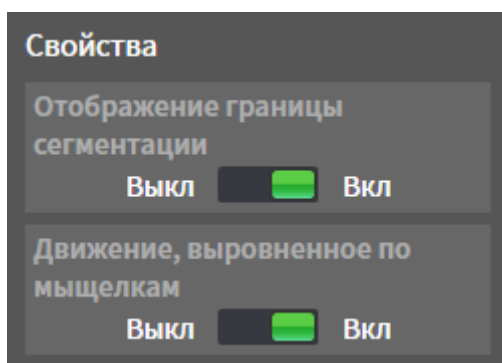 Свойства
Отображение границы
сегментации
Выкл Вкл
Движение, выровненное по
мыщелкам
Выкл Вкл